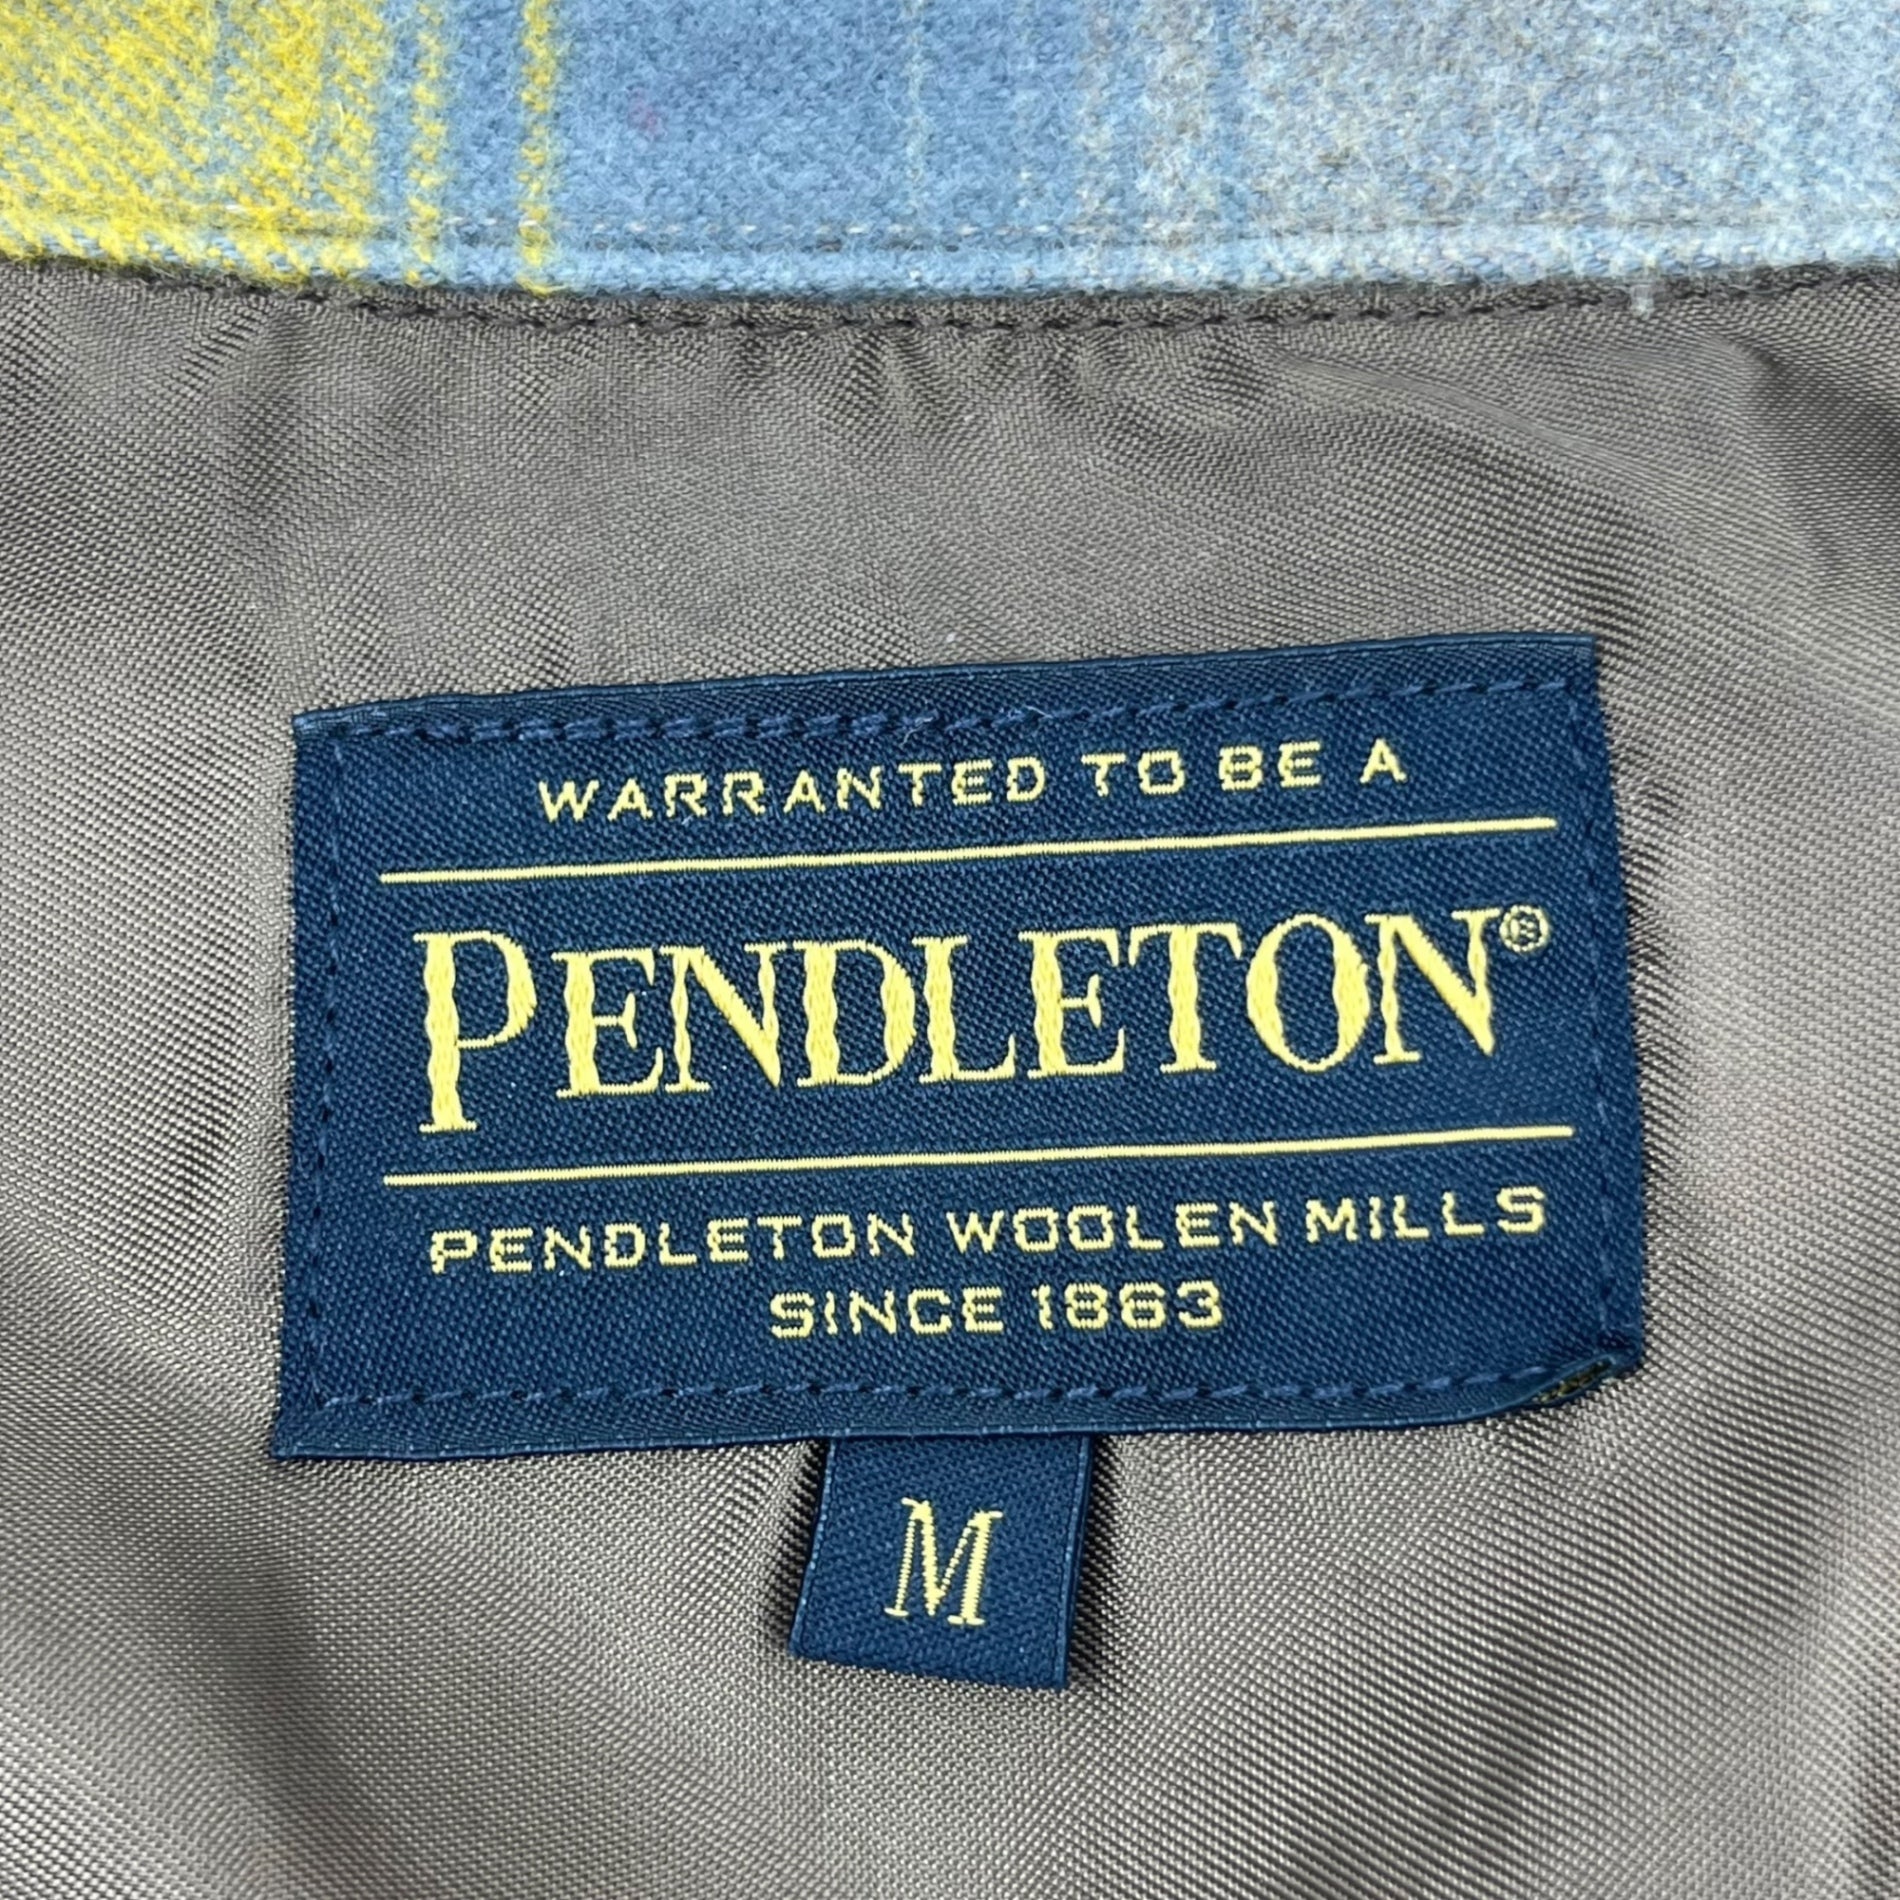 WARRANTED TO BE A
PENDLETON®
PENDLETON WOOLEN MILLS
SINCE 1863
M